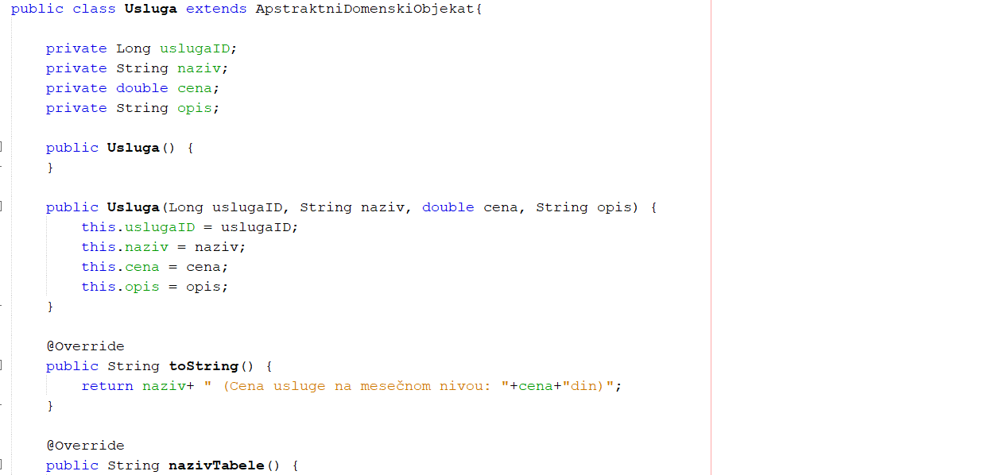 public class Usluga extends ApstraktniDomenskiObjekat{
private Long uslugaID;
private String naziv;
private double cena;
private String opis;
public Usluga() {
}
public Usluga(Long uslugaID, String naziv, double cena, String opis) {
this.uslugaID = uslugaID;
this.naziv = naziv;
this.cena = cena;
this.opis = opis;
}
@Override
public String toString() {
return naziv+ " (Cena usluge na mesečnom nivou: "+cena+"din)";
}
@Override
public String nazivTabele() {